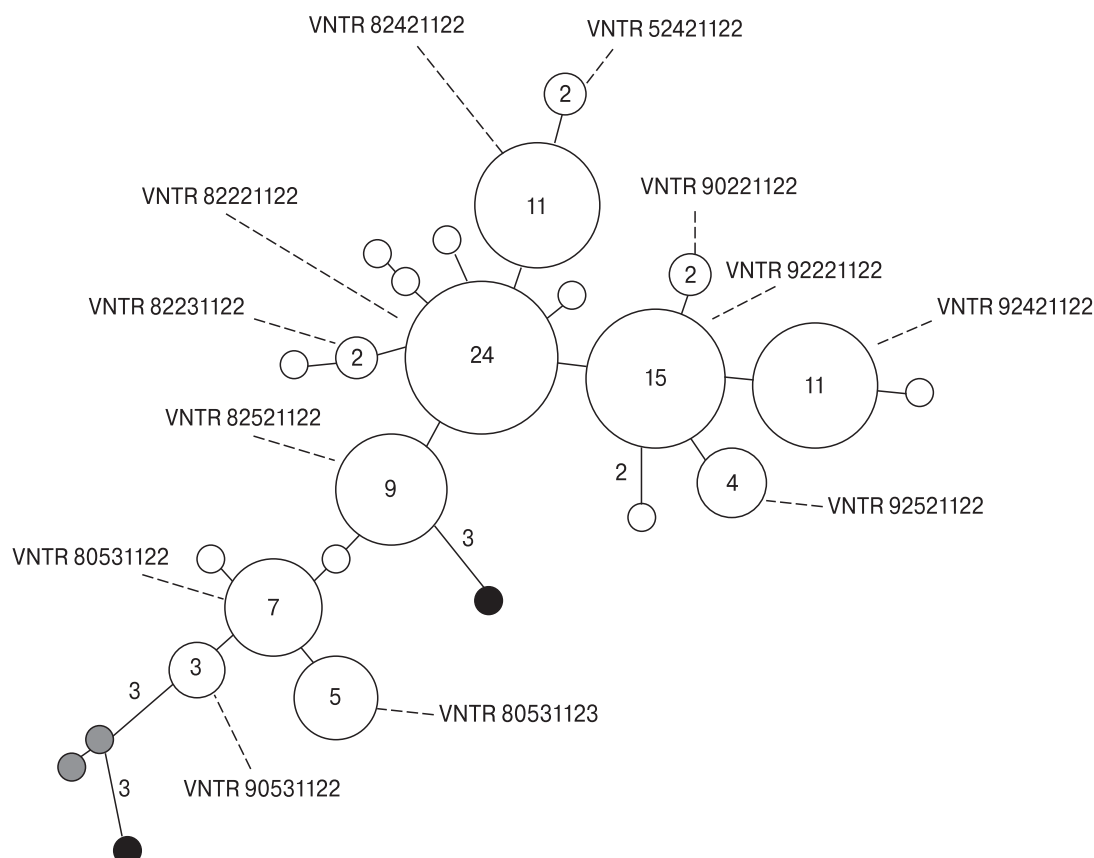 VNTR 82421122
VNTR 52421122
2
VNTR 82221122
11
VNTR 90221122
2
VNTR 92221122
VNTR 82231122
VNTR 92421122
2
24
15
11
VNTR 82521122
9
2
4
VNTR 92521122
3
VNTR 80531122
7
3
5
3
VNTR 80531123
3
VNTR 90531122